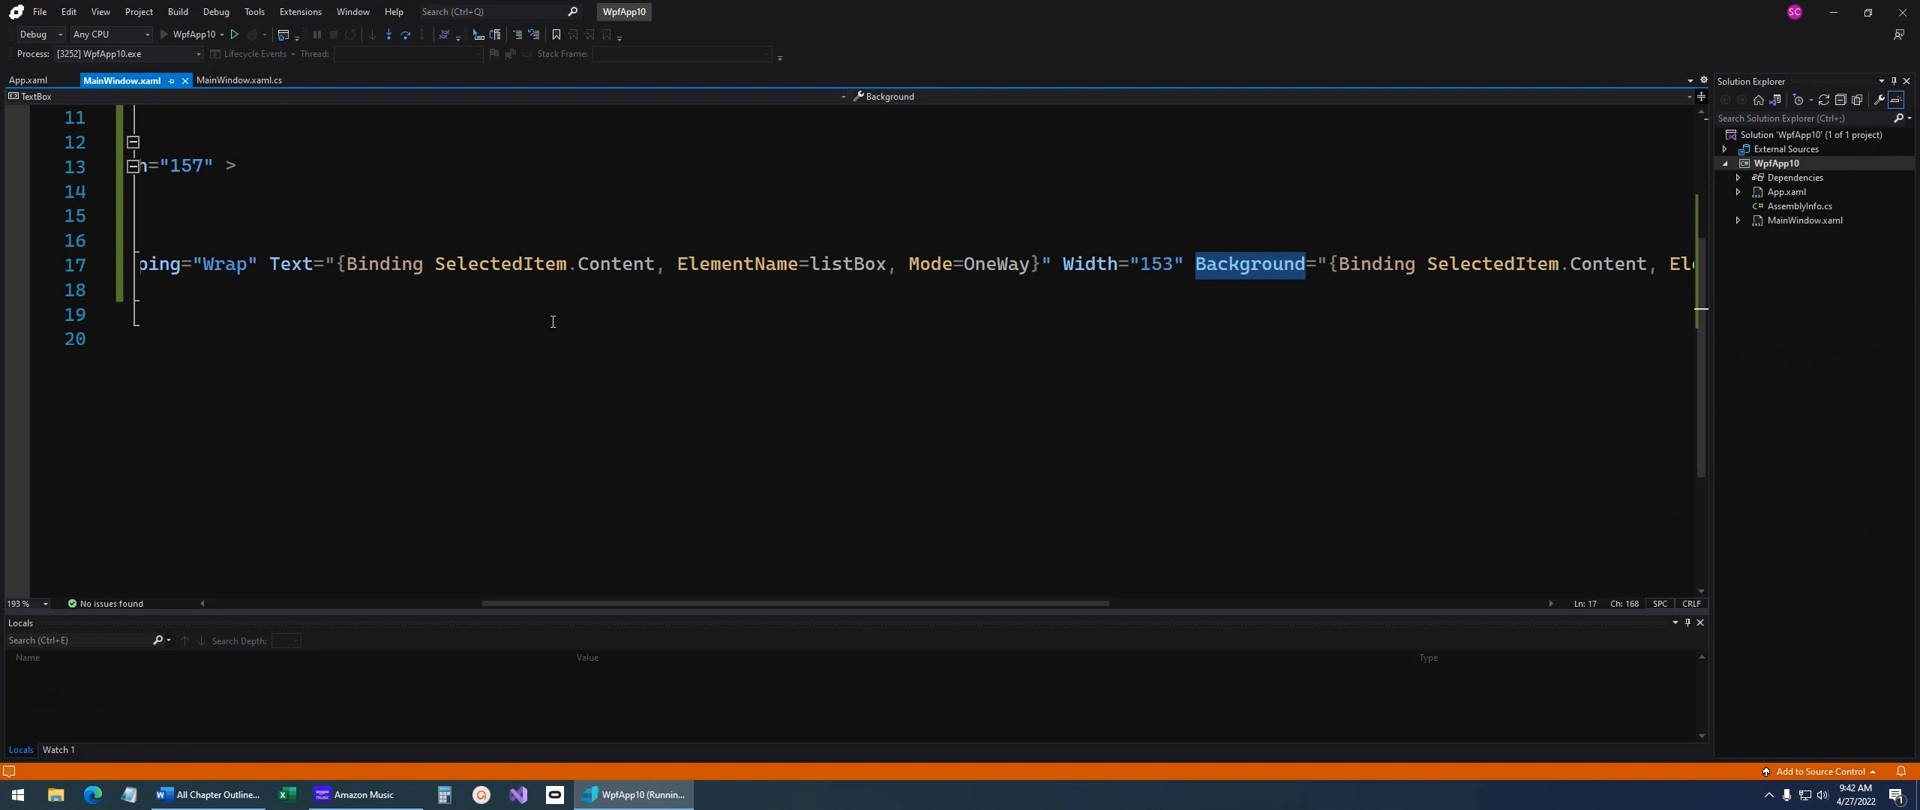 File Edit View Project Build Debug Test Analyze Tools Extensions Window Help Search (Ctrl+Q) WpfApp10 SC
Debug Any CPU WpfApp10
Process: [3252] WpfApp10.exe Lifecycle Events Thread: Stack Frame:
App.xaml MainWindow.xaml MainWindow.xaml.cs
TextBox Background
11
12
13 h="157" >
14
15
16
17 ping="Wrap" Text="{Binding SelectedItem.Content, ElementName=listBox, Mode=OneWay}" Width="153" Background="{Binding SelectedItem.Content, Ele
18
19
20
193 % No issues found Ln: 17 Ch: 168 SPC CRLF
Locals
Search (Ctrl+E) Search Depth:
Name Value Type
Locals Watch 1
Solution Explorer
Search Solution Explorer (Ctrl+;)
Solution 'WpfApp10' (1 of 1 project)
External Sources
WpfApp10
Dependencies
App.xaml
AssemblyInfo.cs
MainWindow.xaml
Add to Source Control
All Chapter Outline... Amazon Music WpfApp10 (Runnin...
9:42 AM
4/27/2022